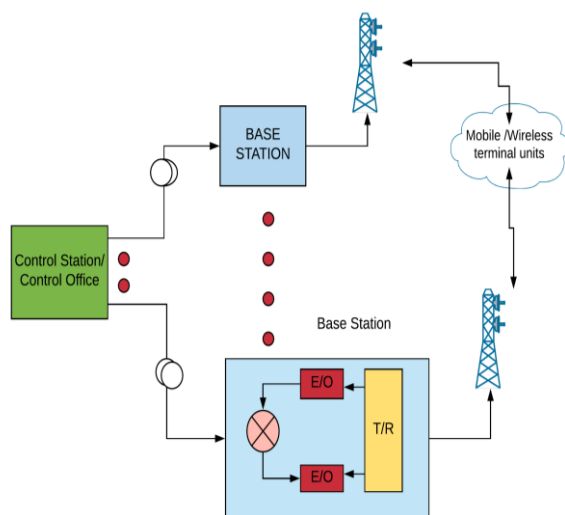 BASE
STATION
Mobile /Wireless
terminal units
Control Station/
Control Office
Base Station
E/O
T/R
E/O